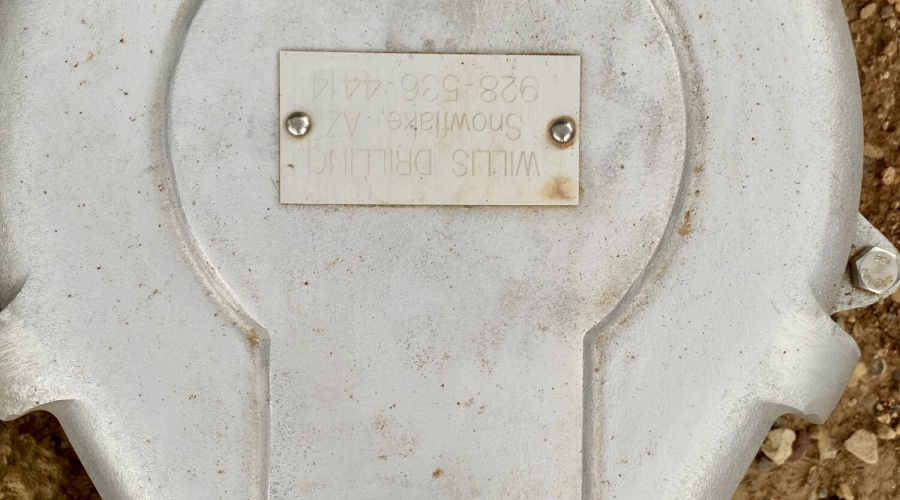 WILLIS DRILLING
Snowflake, AZ
928-536-4414